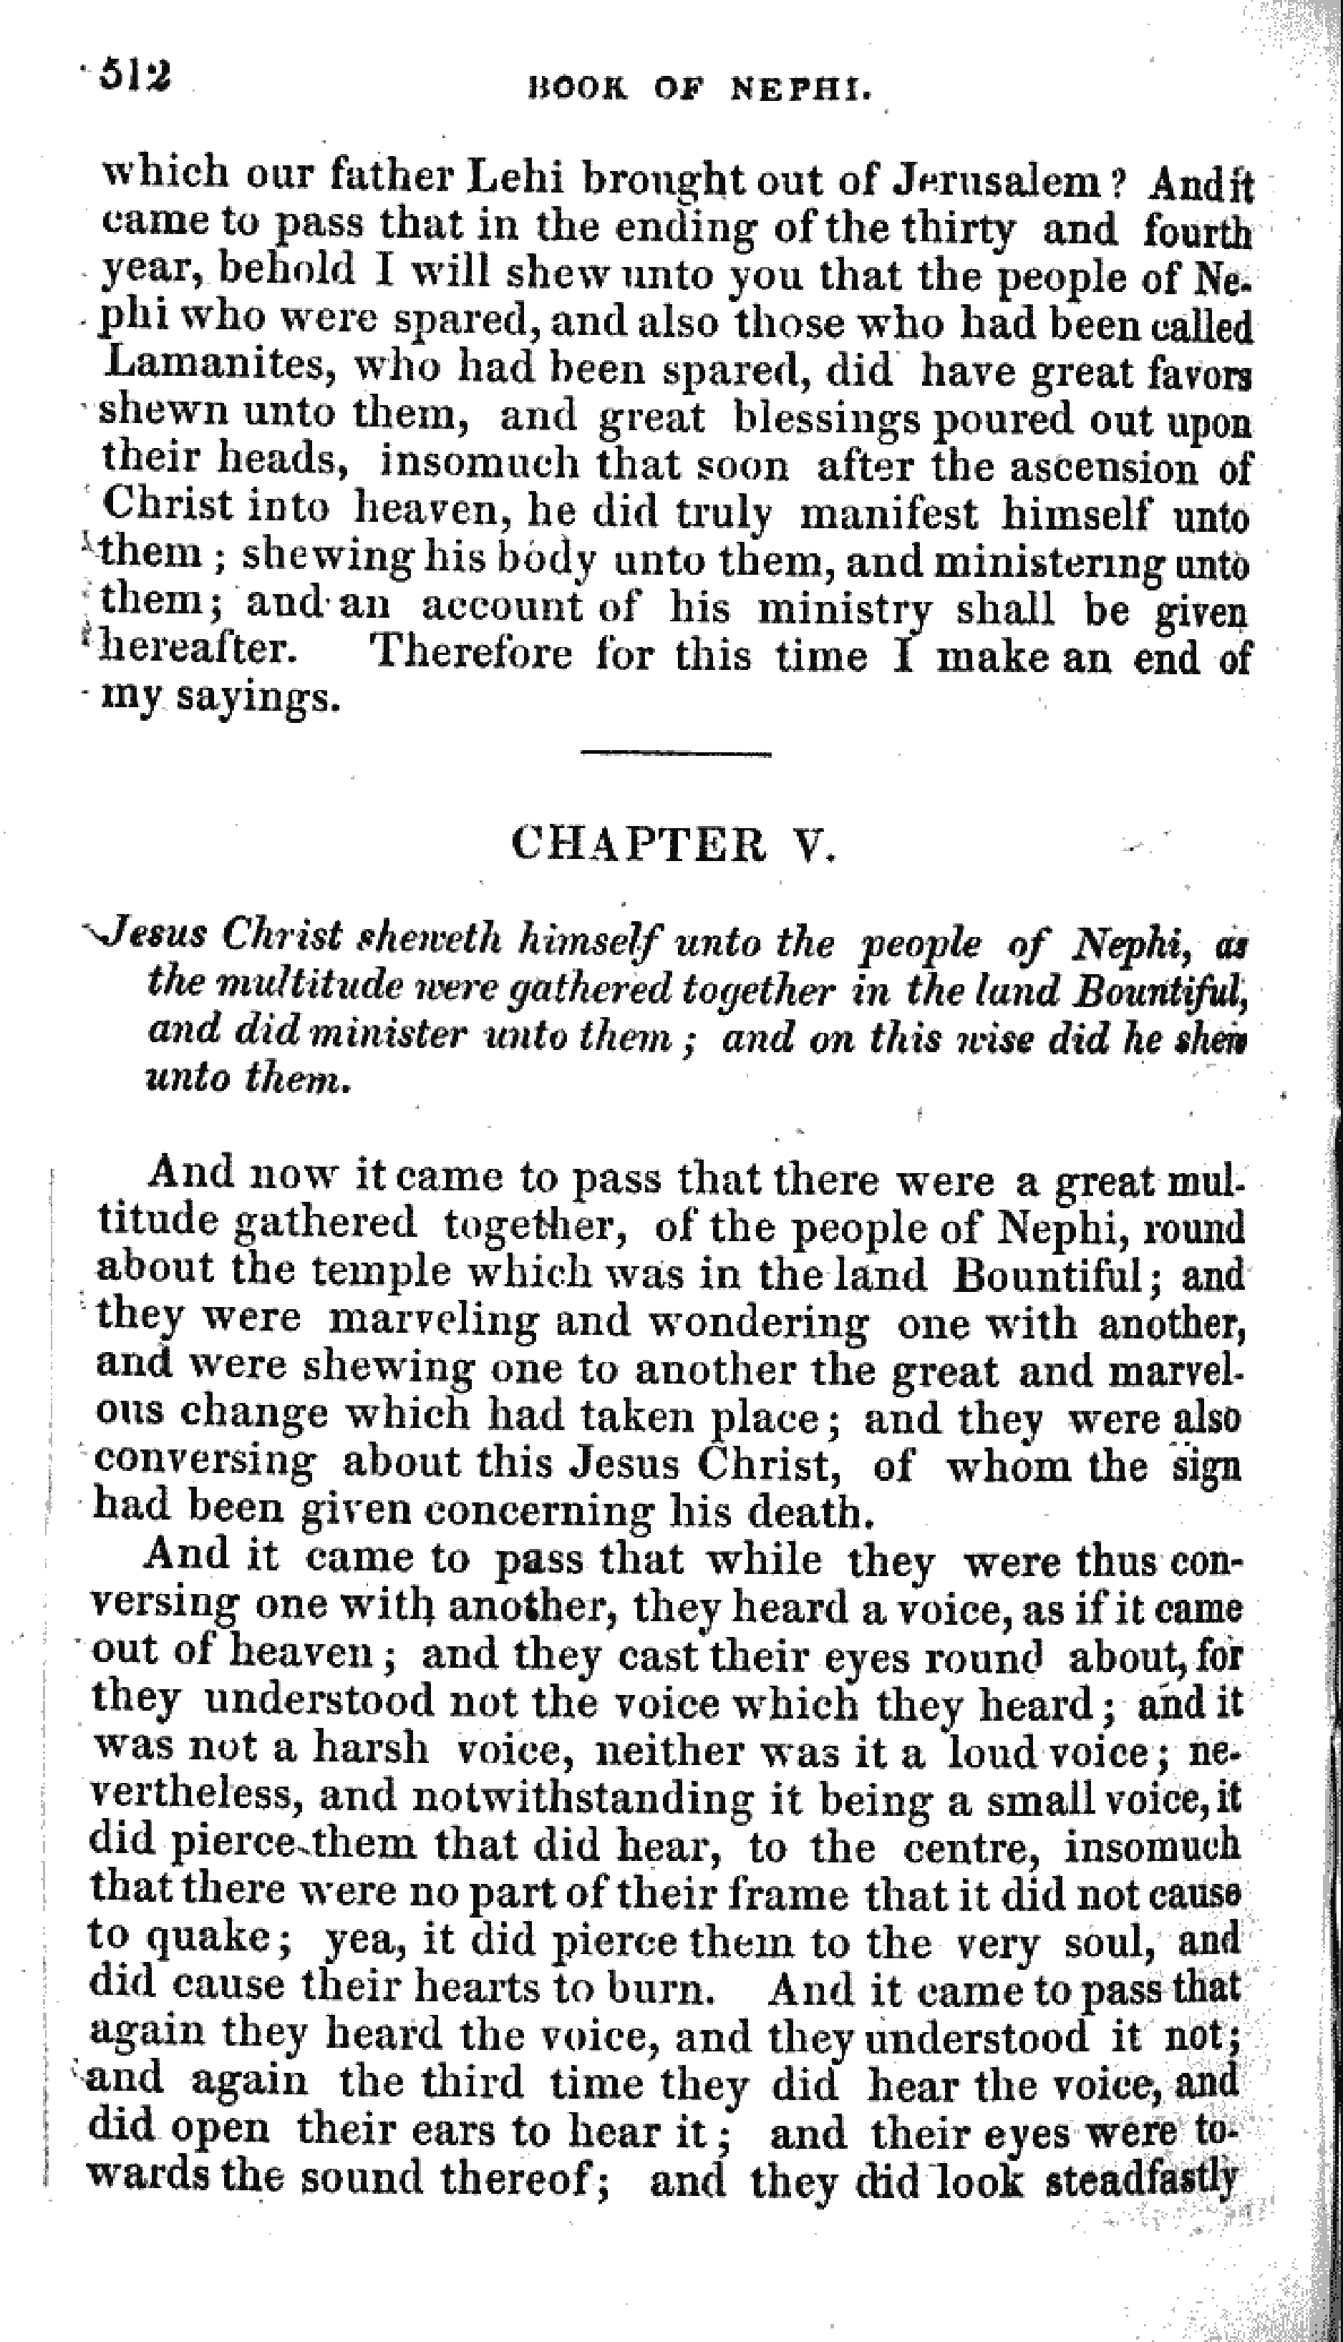 512
BOOK OF NEPHI.
which our father Lehi brought out of Jerusalem? And it
came to pass that in the ending of the thirty and fourth
year, behold I will shew unto you that the people of Ne-
phi who were spared, and also those who had been called
Lamanites, who had been spared, did have great favors
shewn unto them, and great blessings poured out upon
their heads, insomuch that soon after the ascension of
Christ into heaven, he did truly manifest himself unto
them; shewing his body unto them, and ministering unto
them; and an account of his ministry shall be given
hereafter. Therefore for this time I make an end of
my sayings.
CHAPTER V.
Jesus Christ sheweth himself unto the people of Nephi, as
the multitude were gathered together in the land Bountiful,
and did minister unto them; and on this wise did he shew
unto them.
And now it came to pass that there were a great mul-
titude gathered together, of the people of Nephi, round
about the temple which was in the land Bountiful; and
they were marveling and wondering one with another,
and were shewing one to another the great and marvel-
ous change which had taken place; and they were also
conversing about this Jesus Christ, of whom the sign
had been given concerning his death.
And it came to pass that while they were thus con-
versing one with another, they heard a voice, as if it came
out of heaven; and they cast their eyes round about, for
they understood not the voice which they heard; and it
was not a harsh voice, neither was it a loud voice; ne-
vertheless, and notwithstanding it being a small voice, it
did pierce them that did hear, to the centre, insomuch
that there were no part of their frame that it did not cause
to quake; yea, it did pierce them to the very soul, and
did cause their hearts to burn. And it came to pass that
again they heard the voice, and they understood it not;
and again the third time they did hear the voice, and
did open their ears to hear it; and their eyes were to-
wards the sound thereof; and they did look steadfastly